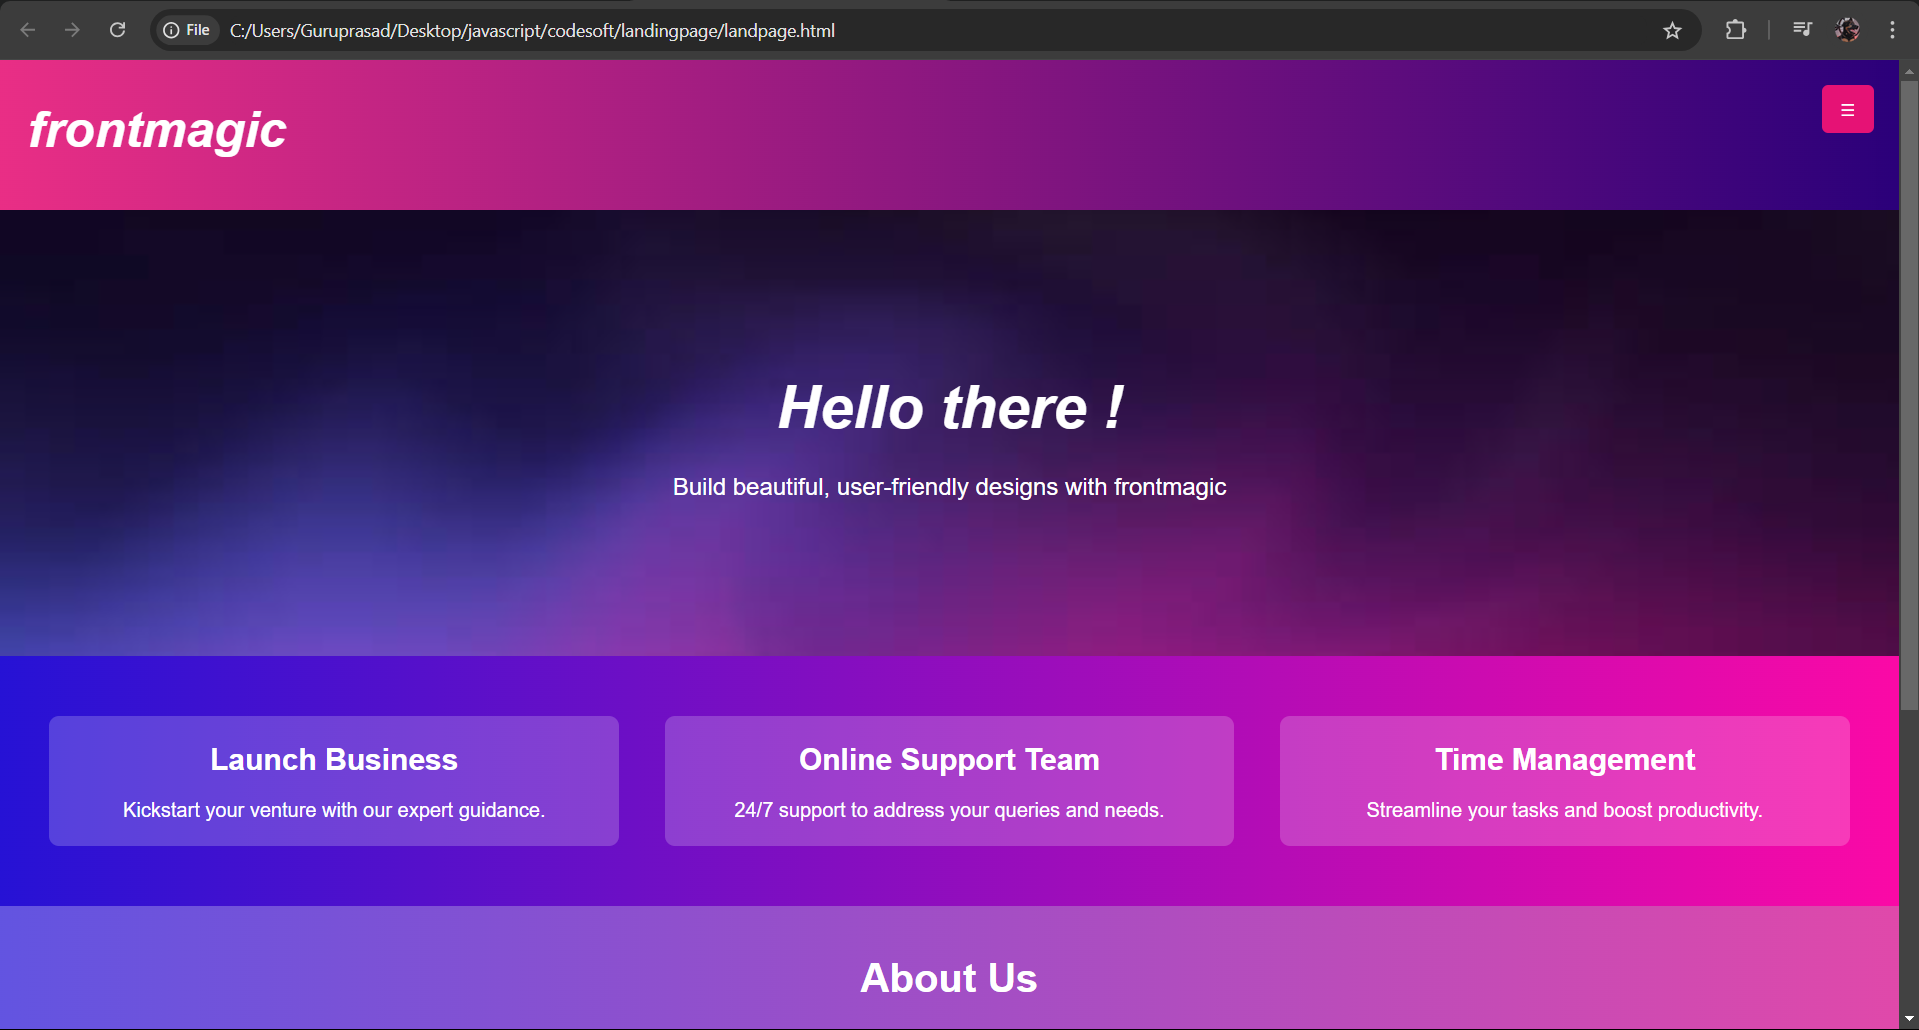 File C:/Users/Guruprasad/Desktop/javascript/codesoft/landingpage/landpage.html
frontmagic
Hello there !
Build beautiful, user-friendly designs with frontmagic
Launch Business
Kickstart your venture with our expert guidance.
Online Support Team
24/7 support to address your queries and needs.
Time Management
Streamline your tasks and boost productivity.
About Us